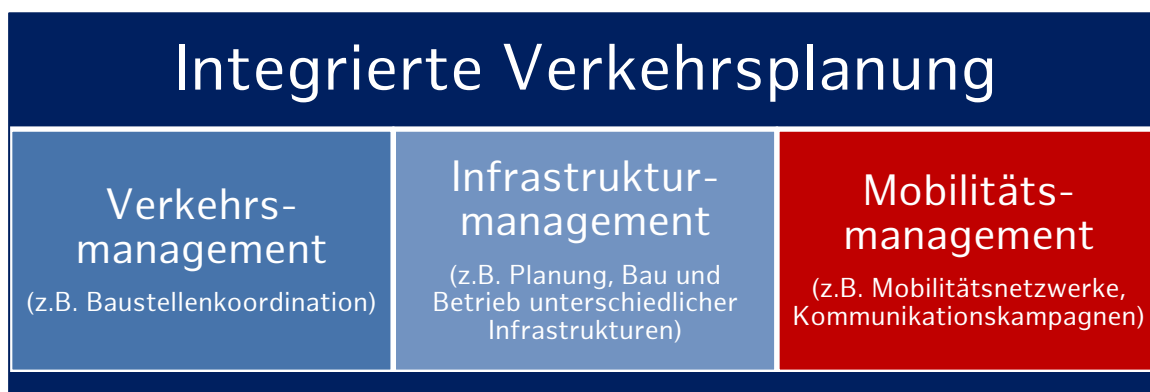 Integrierte Verkehrsplanung
Verkehrs-
management
(z.B. Baustellenkoordination)
Infrastruktur-
management
(z.B. Planung, Bau und
Betrieb unterschiedlicher
Infrastrukturen)
Mobilitäts-
management
(z.B. Mobilitätsnetzwerke,
Kommunikationskampagnen)